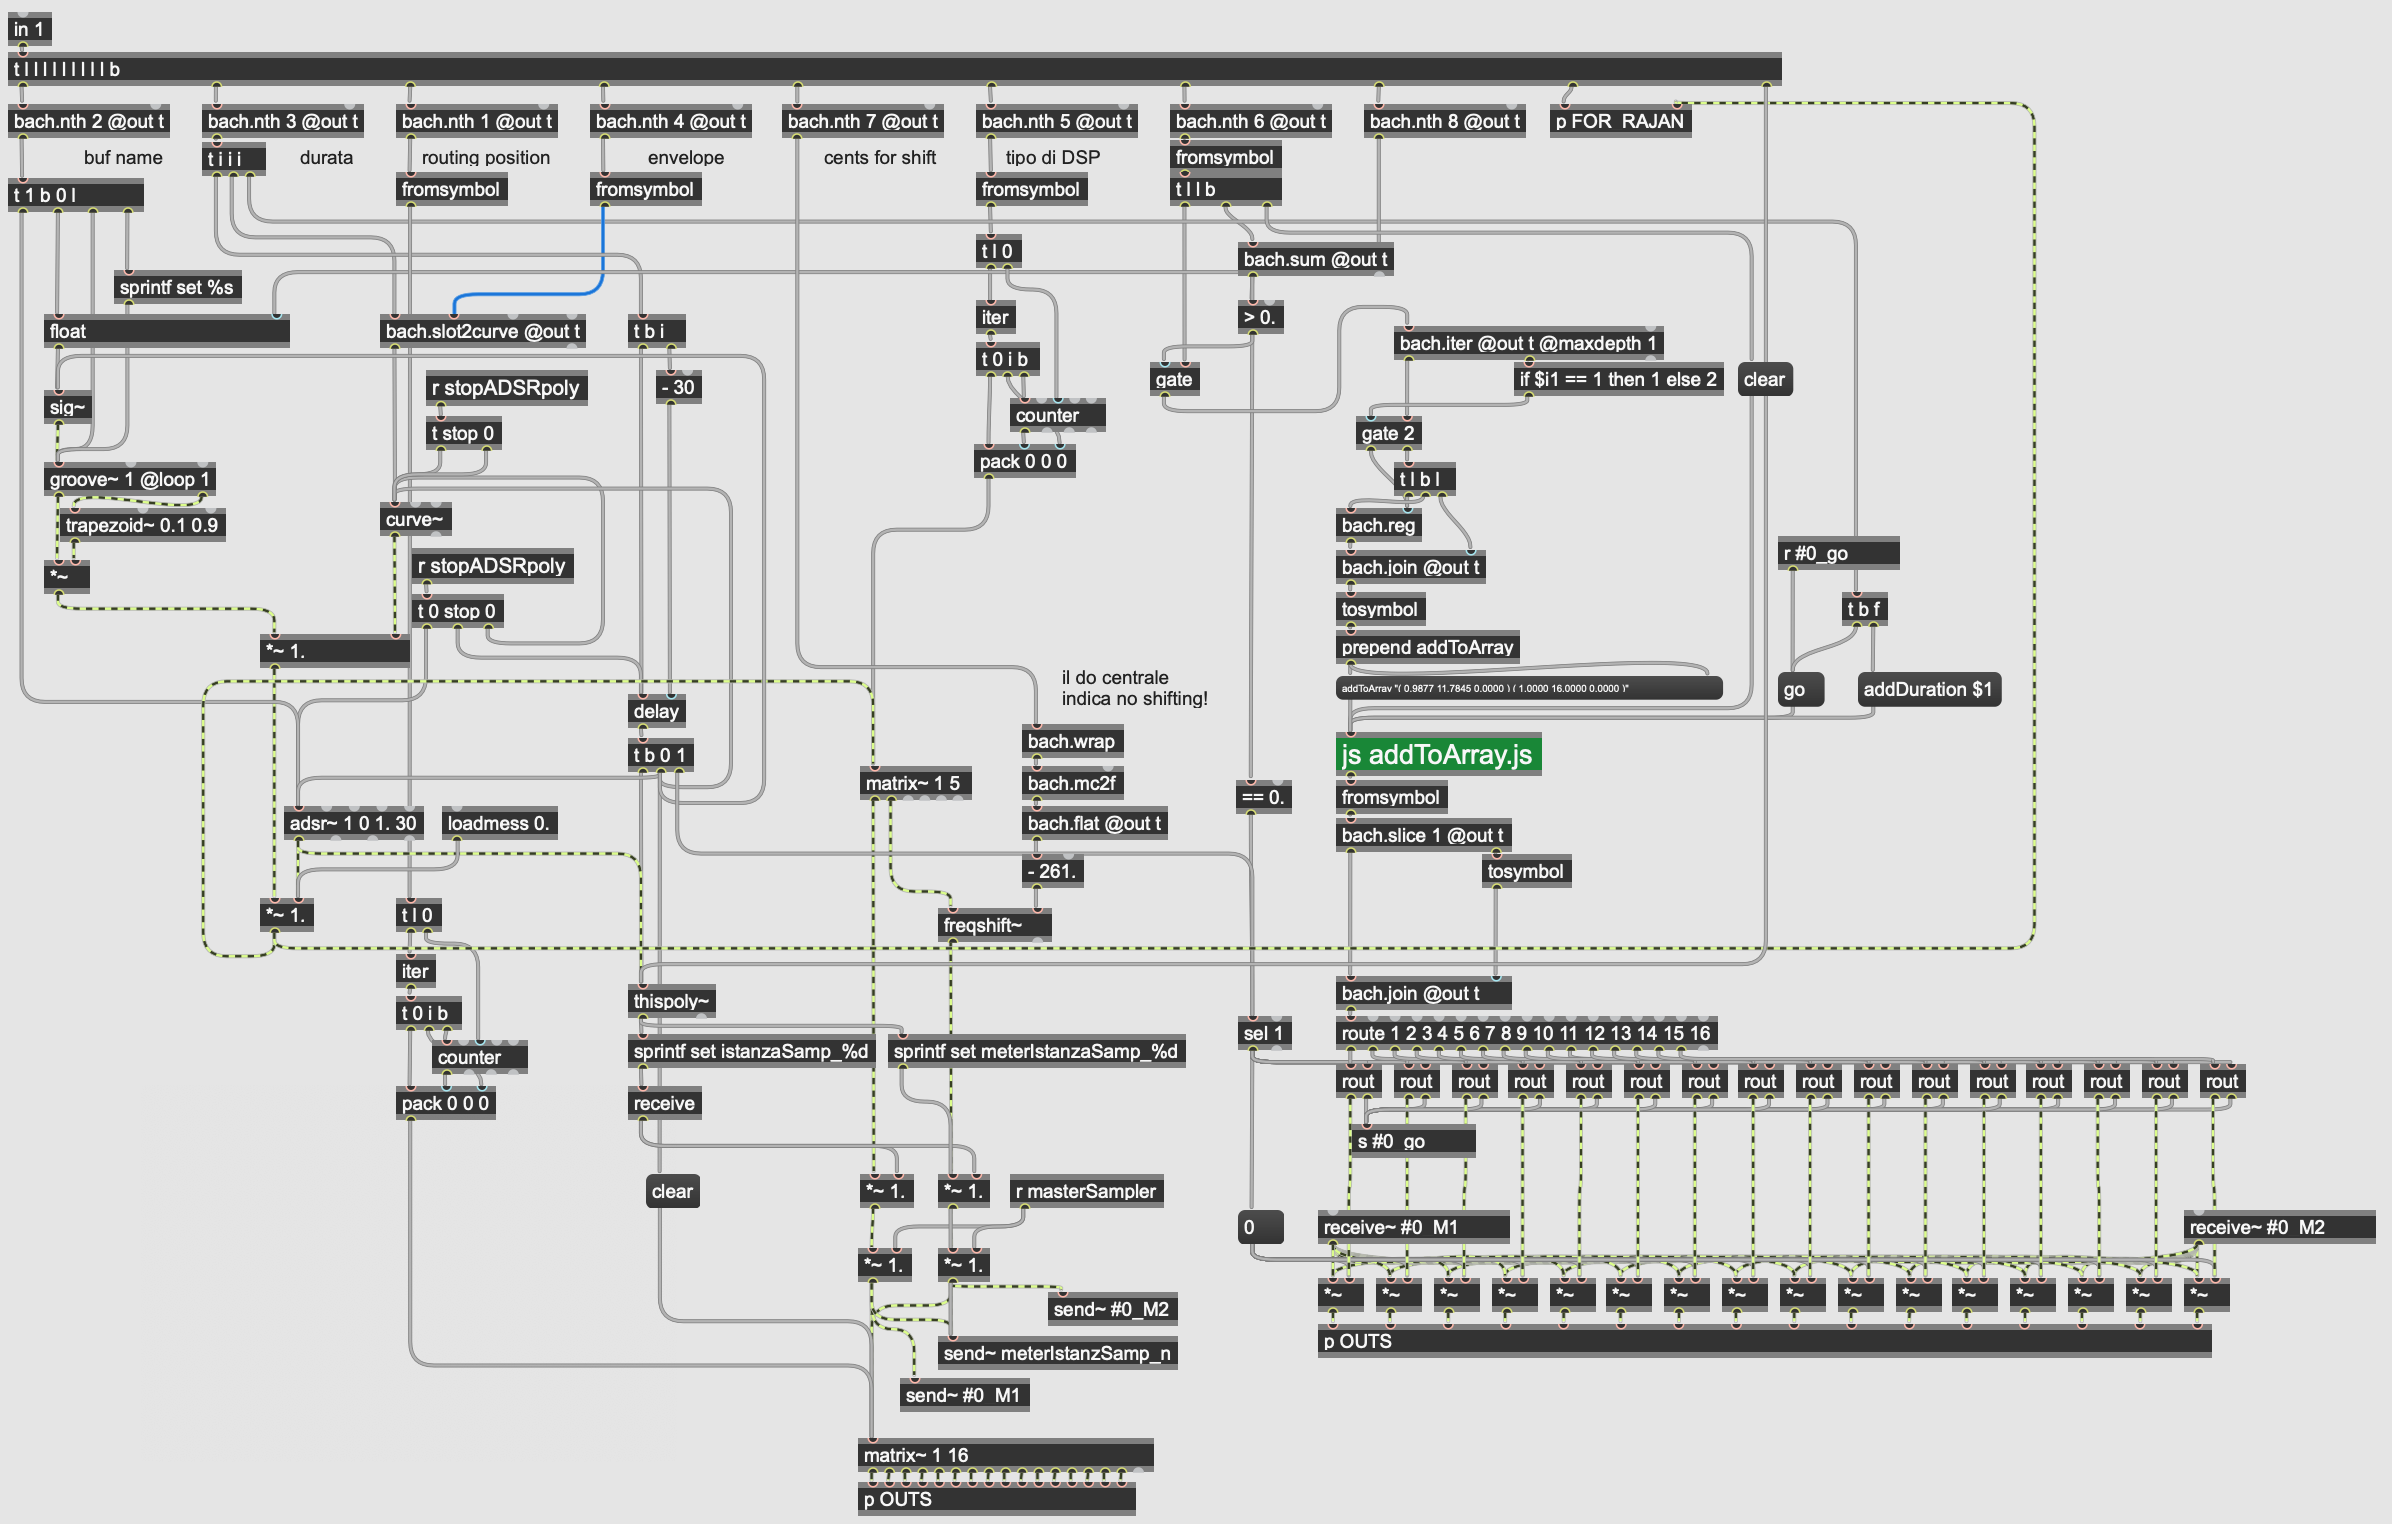 in 1
t l l l l l l l l l b
bach.nth 2 @out t
bach.nth 3 @out t
bach.nth 1 @out t
bach.nth 4 @out t
bach.nth 7 @out t
bach.nth 5 @out t
bach.nth 6 @out t
bach.nth 8 @out t
p FOR RAJAN
buf name
t i i i
durata
routing position
envelope
cents for shift
tipo di DSP
fromsymbol
t 1 b 0 l
fromsymbol
fromsymbol
fromsymbol
t l l b
t l 0
bach.sum @out t
sprintf set %s
iter
> 0.
float
bach.slot2curve @out t
t b i
bach.iter @out t @maxdepth 1
t 0 i b
r stopADSRpoly
- 30
gate
if $i1 == 1 then 1 else 2
clear
sig~
counter
t stop 0
gate 2
pack 0 0 0
groove~ 1 @loop 1
t l b l
trapezoid~ 0.1 0.9
curve~
bach.reg
r #0_go
*~
r stopADSRpoly
bach.join @out t
t 0 stop 0
tosymbol
t b f
*~ 1.
prepend addToArray
il do centrale
indica no shifting!
addToArray "( 0.9877 11.7845 0.0000 ) ( 1.0000 16.0000 0.0000 )"
go
addDuration $1
delay
bach.wrap
t b 0 1
js addToArray.js
matrix~ 1 5
bach.mc2f
== 0.
fromsymbol
adsr~ 1 0 1. 30
loadmess 0.
bach.flat @out t
bach.slice 1 @out t
- 261.
tosymbol
*~ 1.
t l 0
freqshift~
iter
thispoly~
bach.join @out t
t 0 i b
sel 1
route 1 2 3 4 5 6 7 8 9 10 11 12 13 14 15 16
counter
sprintf set istanzaSamp_%d
sprintf set meterIstanzaSamp_%d
rout rout rout rout rout rout rout rout rout rout rout rout rout rout rout rout
pack 0 0 0
receive
s #0_go
clear
*~ 1.
*~ 1.
r masterSampler
0
receive~ #0_M1
receive~ #0_M2
*~ 1.
*~ 1.
*~ *~ *~ *~ *~ *~ *~ *~ *~ *~ *~ *~ *~ *~ *~ *~
send~ #0_M2
p OUTS
send~ meterIstanzSamp_n
send~ #0_M1
matrix~ 1 16
p OUTS